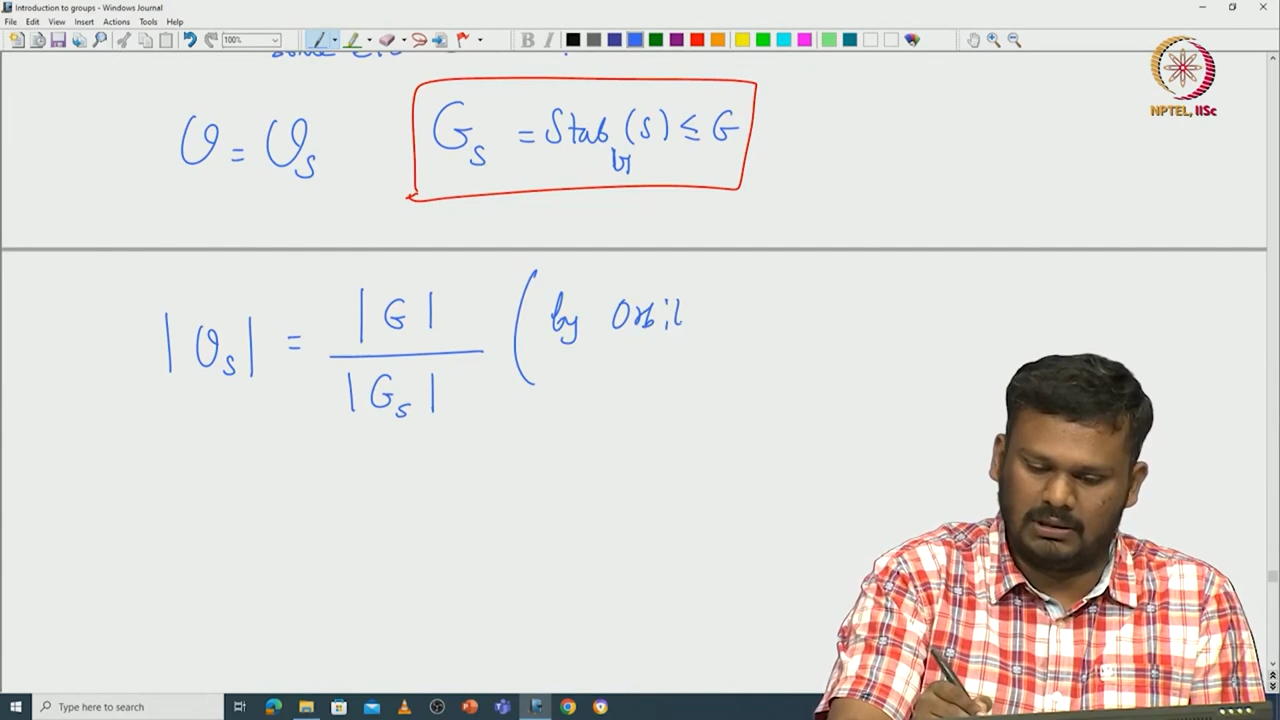 Introduction to groups - Windows Journal
File Edit View Insert Actions Tools Help
100%
B I
NPTEL, IISc
O = O_s
G_s = Stab_G(s) ≤ G
|O_s| = |G| / |G_s| ( by Orbit
Type here to search